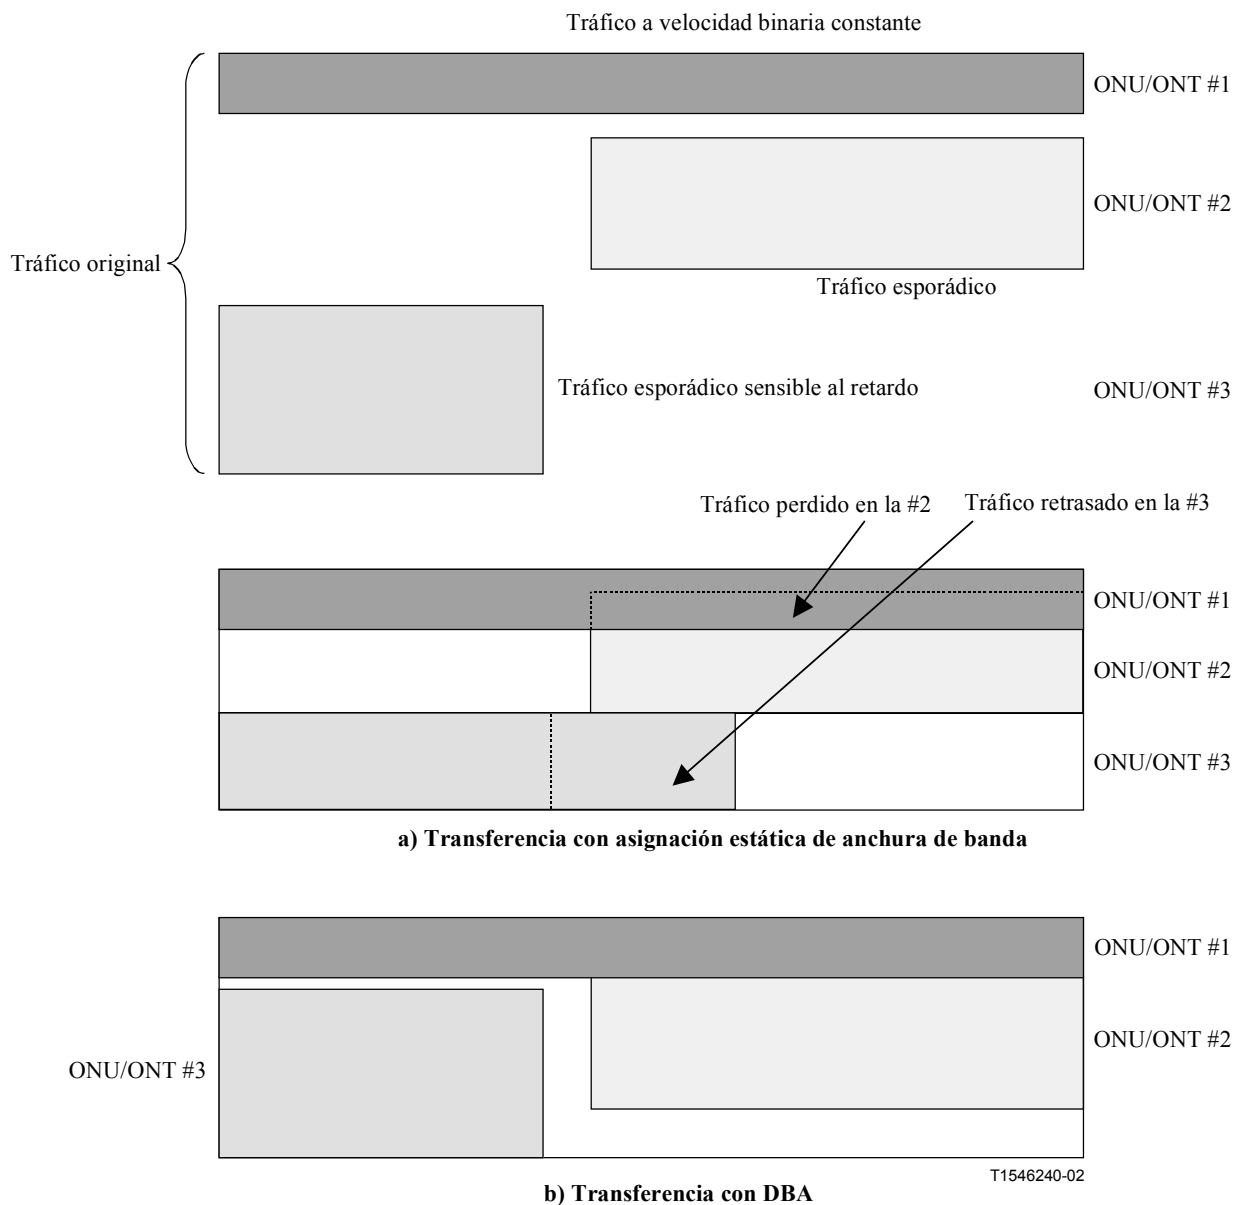 Tráfico a velocidad binaria constante
ONU/ONT #1
ONU/ONT #2
Tráfico original
Tráfico esporádico
Tráfico esporádico sensible al retardo
ONU/ONT #3
Tráfico perdido en la #2
Tráfico retrasado en la #3
ONU/ONT #1
ONU/ONT #2
ONU/ONT #3
a) Transferencia con asignación estática de anchura de banda
ONU/ONT #1
ONU/ONT #2
ONU/ONT #3
T1546240-02
b) Transferencia con DBA